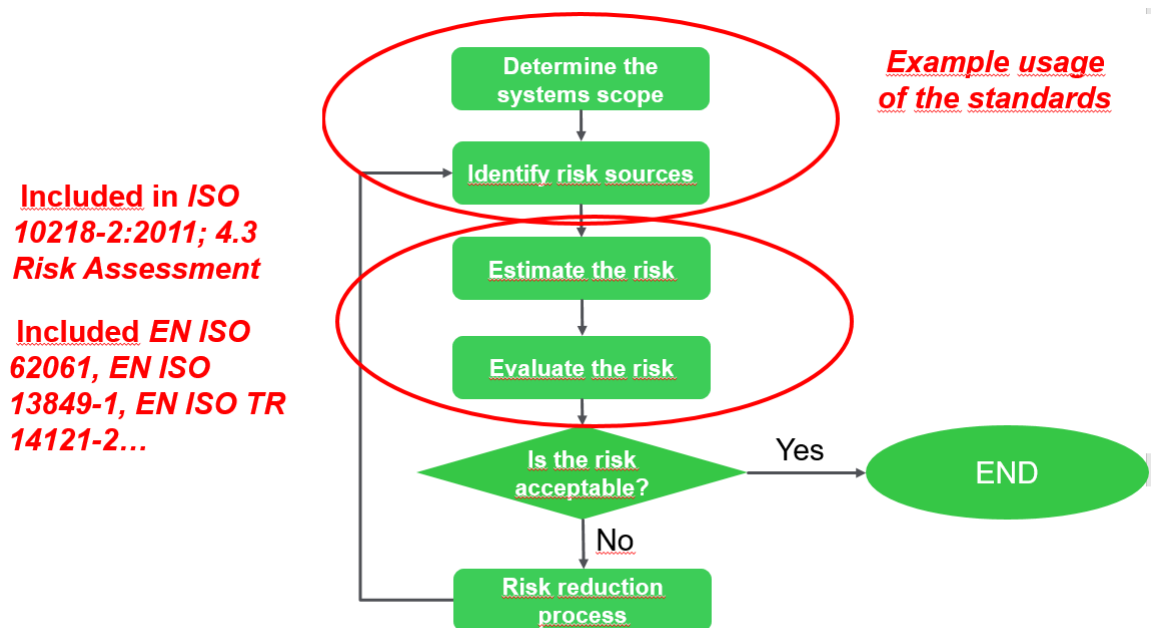 Determine the
systems scope
Example usage
of the standards
Identify risk sources
Included in ISO
10218-2:2011; 4.3
Risk Assessment
Estimate the risk
Included EN ISO
62061, EN ISO
13849-1, EN ISO TR
14121-2...
Evaluate the risk
Is the risk
acceptable?
Yes
END
No
Risk reduction
process